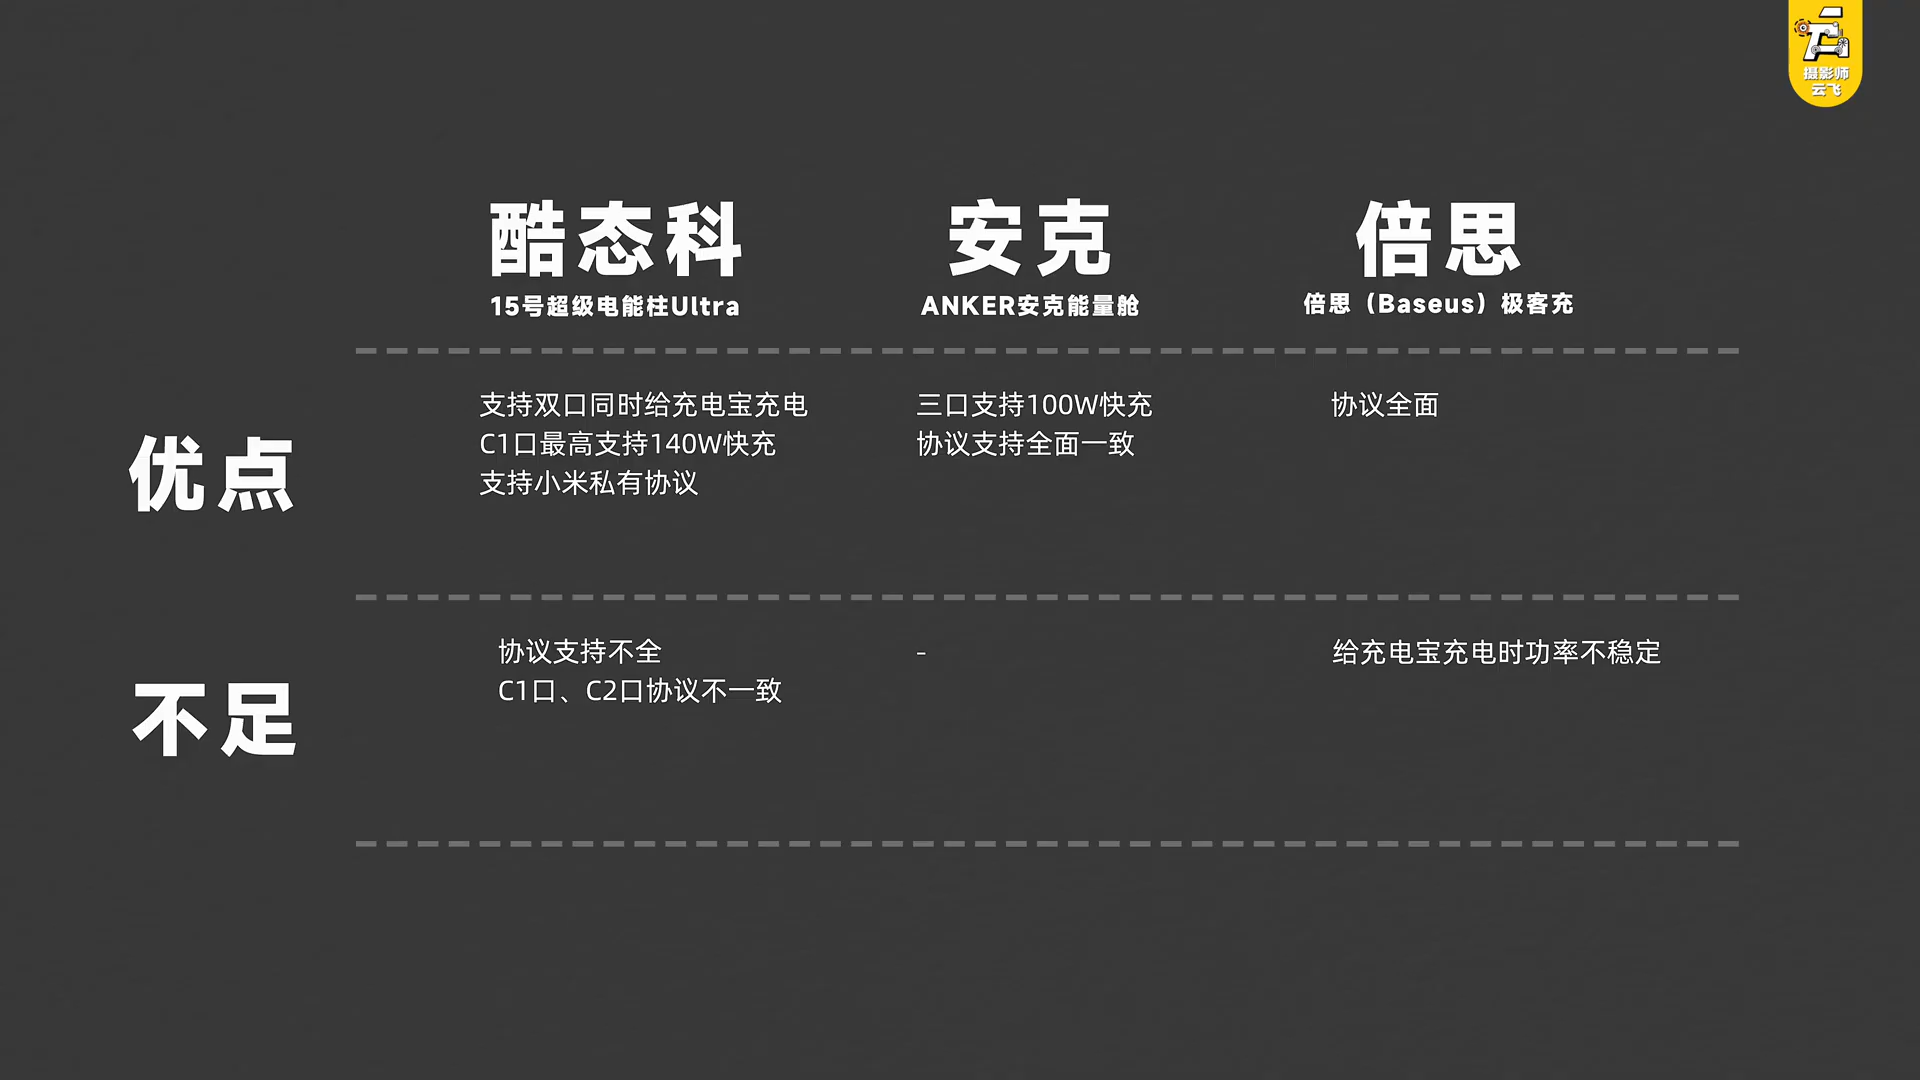 摄影师
云飞
酷态科
安克
倍思
15号超级电能柱Ultra
ANKER安克能量舱
倍思（Baseus）极客充
优点
支持双口同时给充电宝充电
C1口最高支持140W快充
支持小米私有协议
三口支持100W快充
协议支持全面一致
协议全面
不足
协议支持不全
C1口、C2口协议不一致
-
给充电宝充电时功率不稳定